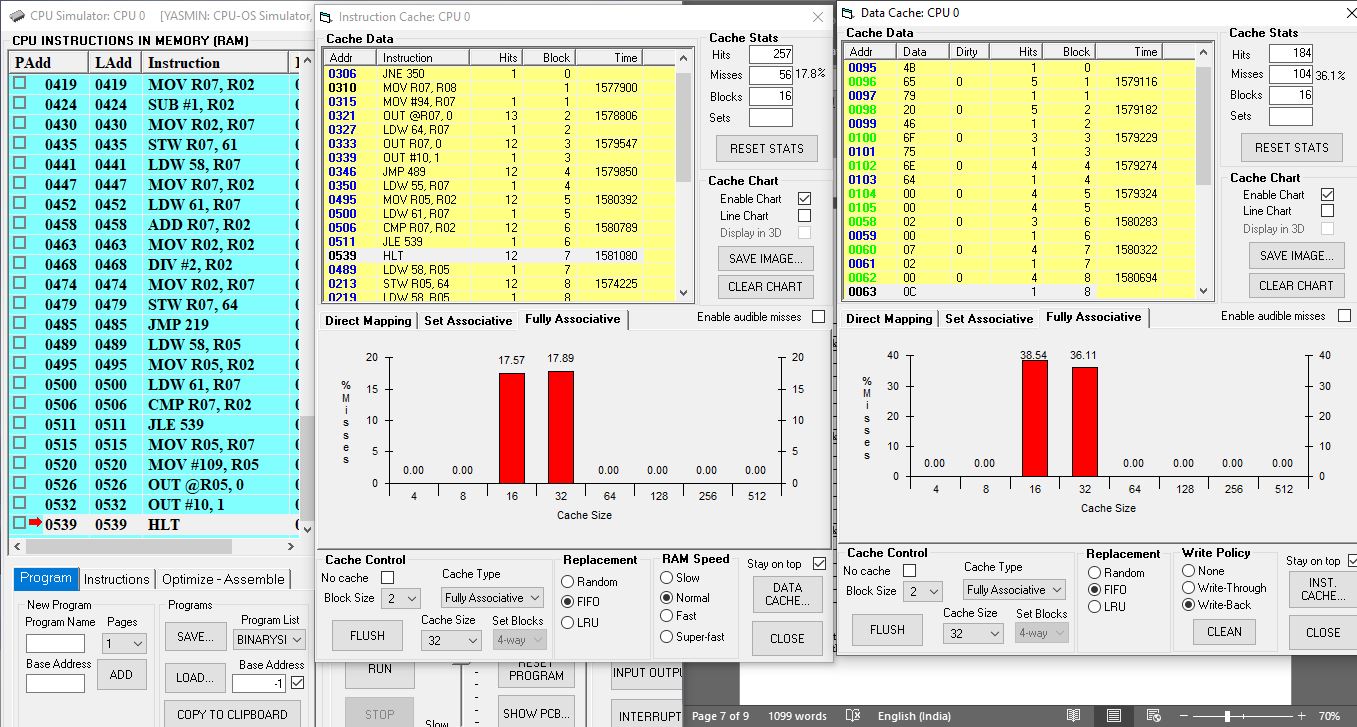 CPU Simulator: CPU 0 [YASMIN: CPU-OS Simulator,
CPU INSTRUCTIONS IN MEMORY (RAM)
PAdd LAdd Instruction
0419 0419 MOV R07, R02
0424 0424 SUB #1, R02
0430 0430 MOV R02, R07
0435 0435 STW R07, 61
0441 0441 LDW 58, R07
0447 0447 MOV R07, R02
0452 0452 LDW 61, R07
0458 0458 ADD R07, R02
0463 0463 MOV R02, R02
0468 0468 DIV #2, R02
0474 0474 MOV R02, R07
0479 0479 STW R07, 64
0485 0485 JMP 219
0489 0489 LDW 58, R05
0495 0495 MOV R05, R02
0500 0500 LDW 61, R07
0506 0506 CMP R07, R02
0511 0511 JLE 539
0515 0515 MOV R05, R07
0520 0520 MOV #109, R05
0526 0526 OUT @R05, 0
0532 0532 OUT #10, 1
0539 0539 HLT
Program Instructions Optimize - Assemble
New Program
Program Name Pages
1
Base Address
ADD
Programs
Program List
SAVE... BINARYSI
Base Address
LOAD... -1
COPY TO CLIPBOARD
RUN
STOP
Slow
RESET
PROGRAM
SHOW PCB...
INPUT OUTPU
INTERRUPT
Instruction Cache: CPU 0
Cache Data
Addr Instruction Hits Block Time
0306 JNE 350 1 0
0310 MOV R07, R08 1 1577900
0315 MOV #94, R07 1 1
0321 OUT @R07, 0 13 2 1578806
0327 LDW 64, R07 1 2
0333 OUT R07, 0 12 3 1579547
0339 OUT #10, 1 1 3
0346 JMP 489 12 4 1579850
0350 LDW 55, R07 1 4
0495 MOV R05, R02 12 5 1580392
0500 LDW 61, R07 1 5
0506 CMP R07, R02 12 6 1580789
0511 JLE 539 1 6
0539 HLT 12 7 1581080
0489 LDW 58, R05 1 7
0213 STW R05, 64 12 8 1574225
0219 LDW 58, R05 1 8
Cache Stats
Hits 257
Misses 56 17.8%
Blocks 16
Sets
RESET STATS
Cache Chart
Enable Chart
Line Chart
Display in 3D
SAVE IMAGE...
CLEAR CHART
Enable audible misses
Direct Mapping Set Associative Fully Associative
% Misses
20 20
15 15
10 10
5 5
0 0
0.00 0.00 17.57 17.89 0.00 0.00 0.00 0.00
4 8 16 32 64 128 256 512
Cache Size
Cache Control
No cache
Block Size 2
FLUSH
Cache Type
Fully Associative
Cache Size Set Blocks
32 4-way
Replacement
Random
FIFO
LRU
RAM Speed
Slow
Normal
Fast
Super-fast
Stay on top
DATA
CACHE...
CLOSE
Data Cache: CPU 0
Cache Data
Addr Data Dirty Hits Block Time
0095 4B 1 0
0096 65 0 5 1 1579116
0097 79 1 1
0098 20 0 5 2 1579182
0099 46 1 2
0100 6F 0 3 3 1579229
0101 75 1 3
0102 6E 0 4 4 1579274
0103 64 1 4
0104 00 0 4 5 1579324
0105 00 4 5
0058 02 0 3 6 1580283
0059 00 1 6
0060 07 0 4 7 1580322
0061 02 1 7
0062 00 0 4 8 1580694
0063 0C 1 8
Cache Stats
Hits 184
Misses 104 36.1%
Blocks 16
Sets
RESET STATS
Cache Chart
Enable Chart
Line Chart
Display in 3D
SAVE IMAGE...
CLEAR CHART
Enable audible misses
Direct Mapping Set Associative Fully Associative
% Misses
40 40
30 30
20 20
10 10
0 0
0.00 0.00 38.54 36.11 0.00 0.00 0.00 0.00
4 8 16 32 64 128 256 512
Cache Size
Cache Control
No cache
Block Size 2
FLUSH
Cache Type
Fully Associative
Cache Size Set Blocks
32 4-way
Replacement
Random
FIFO
LRU
Write Policy
None
Write-Through
Write-Back
CLEAN
Stay on top
INST.
CACHE...
CLOSE
Page 7 of 9 1099 words English (India) 70%